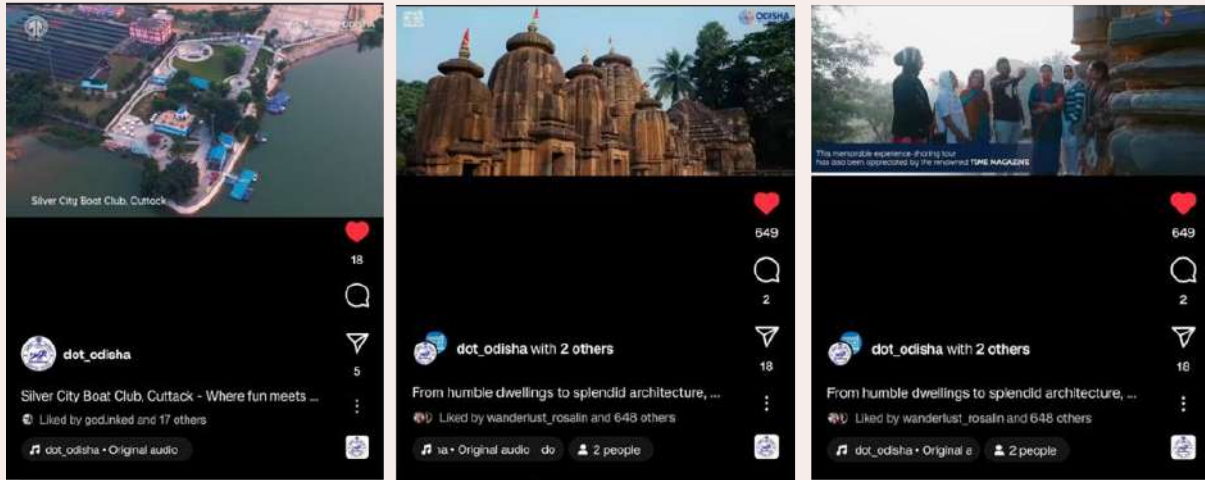 Silver City Boat Club, Cuttack
18
5
dot_odisha
Silver City Boat Club, Cuttack - Where fun meets ...
Liked by god.inked and 17 others
dot_odisha • Original audio
ODISHA
649
2
18
dot_odisha with 2 others
From humble dwellings to splendid architecture, ...
Liked by wanderlust_rosalin and 648 others
na • Original audio do
2 people
This memorable experience-sharing tour
has also been appreciated by the renowned TIME MAGAZINE
649
2
18
dot_odisha with 2 others
From humble dwellings to splendid architecture, ...
Liked by wanderlust_rosalin and 648 others
dot_odisha • Original a
2 people